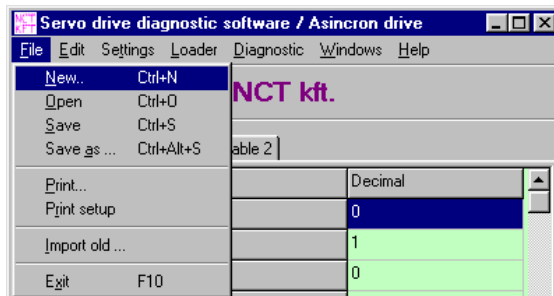 NCT KFT Servo drive diagnostic software / Asincron drive
File Edit Settings Loader Diagnostic Windows Help
New.. Ctrl+N
NCT kft.
Open Ctrl+O
Save Ctrl+S
Save as ... Ctrl+Alt+S
able 2
Print...
Decimal
Print setup
0
Import old ...
1
Exit F10
0